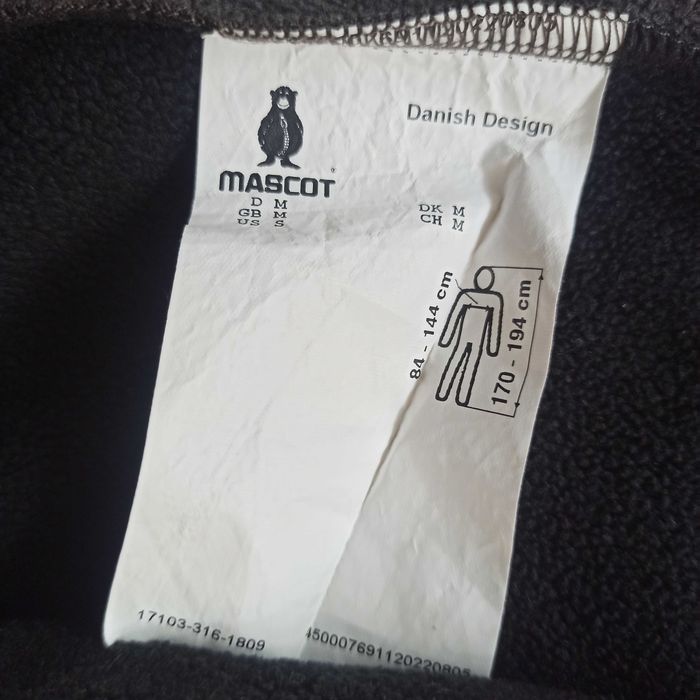 Danish Design
MASCOT
D M
GB M
US S
DK M
CH M
84 - 144 cm
170 - 194 cm
17103-316-1809
450007691120220805